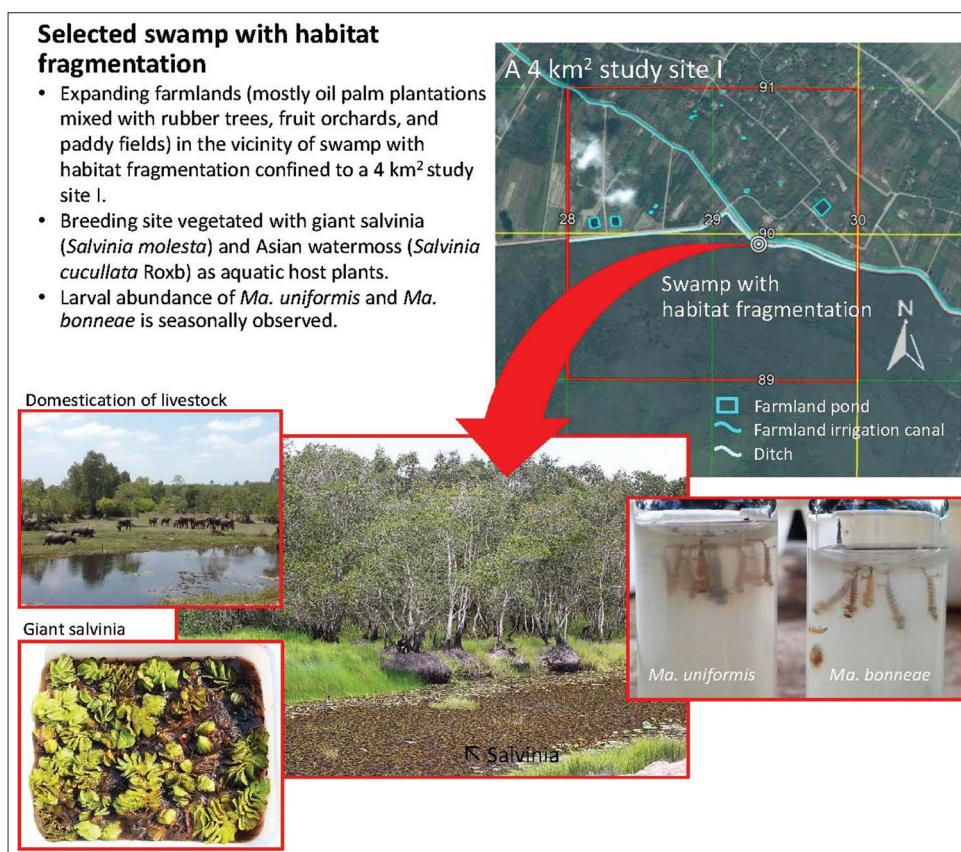 Selected swamp with habitat
fragmentation
• Expanding farmlands (mostly oil palm plantations
mixed with rubber trees, fruit orchards, and
paddy fields) in the vicinity of swamp with
habitat fragmentation confined to a 4 km² study
site I.
• Breeding site vegetated with giant salvinia
(Salvinia molesta) and Asian watermoss (Salvinia
cucullata Roxb) as aquatic host plants.
• Larval abundance of Ma. uniformis and Ma.
bonneae is seasonally observed.
A 4 km² study site I
91
28
29
90
30
Swamp with
habitat fragmentation
N
89
Farmland pond
Farmland irrigation canal
Ditch
Domestication of livestock
Giant salvinia
Salvinia
Ma. uniformis
Ma. bonneae